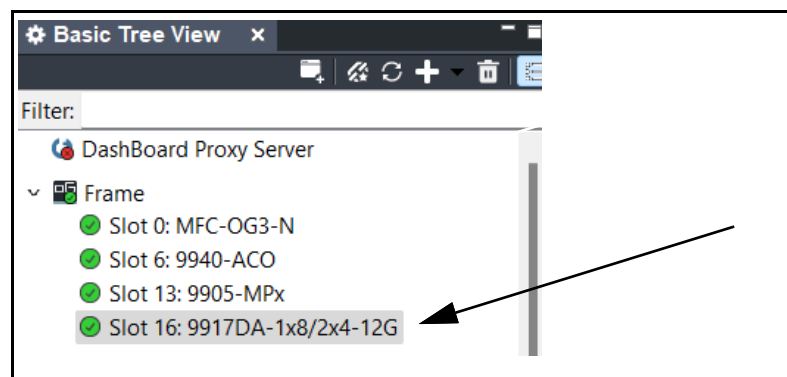 Basic Tree View
Filter:
DashBoard Proxy Server
Frame
Slot 0: MFC-OG3-N
Slot 6: 9940-ACO
Slot 13: 9905-MPx
Slot 16: 9917DA-1x8/2x4-12G